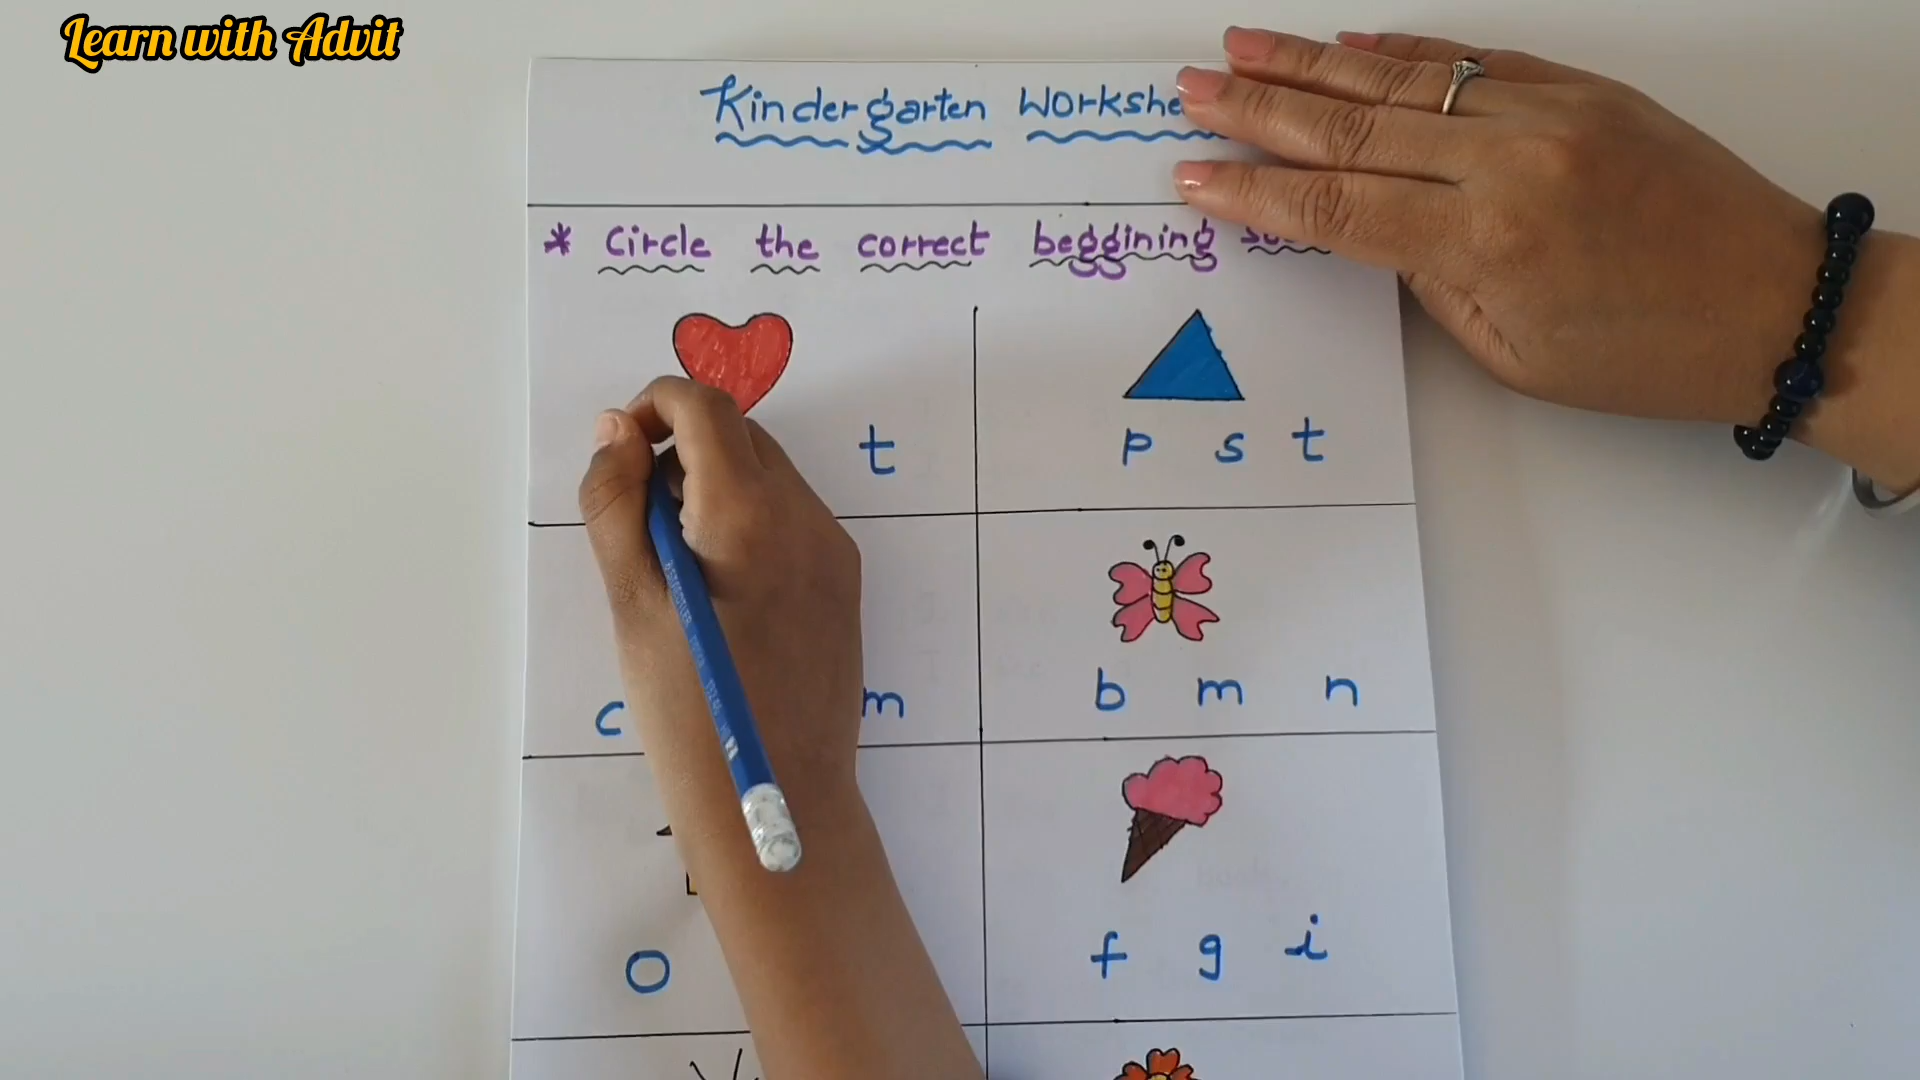 Learn with Advit
Kindergarten Workshe
* Circle the correct beggining
t
p s t
c m
b m n
o
f g i